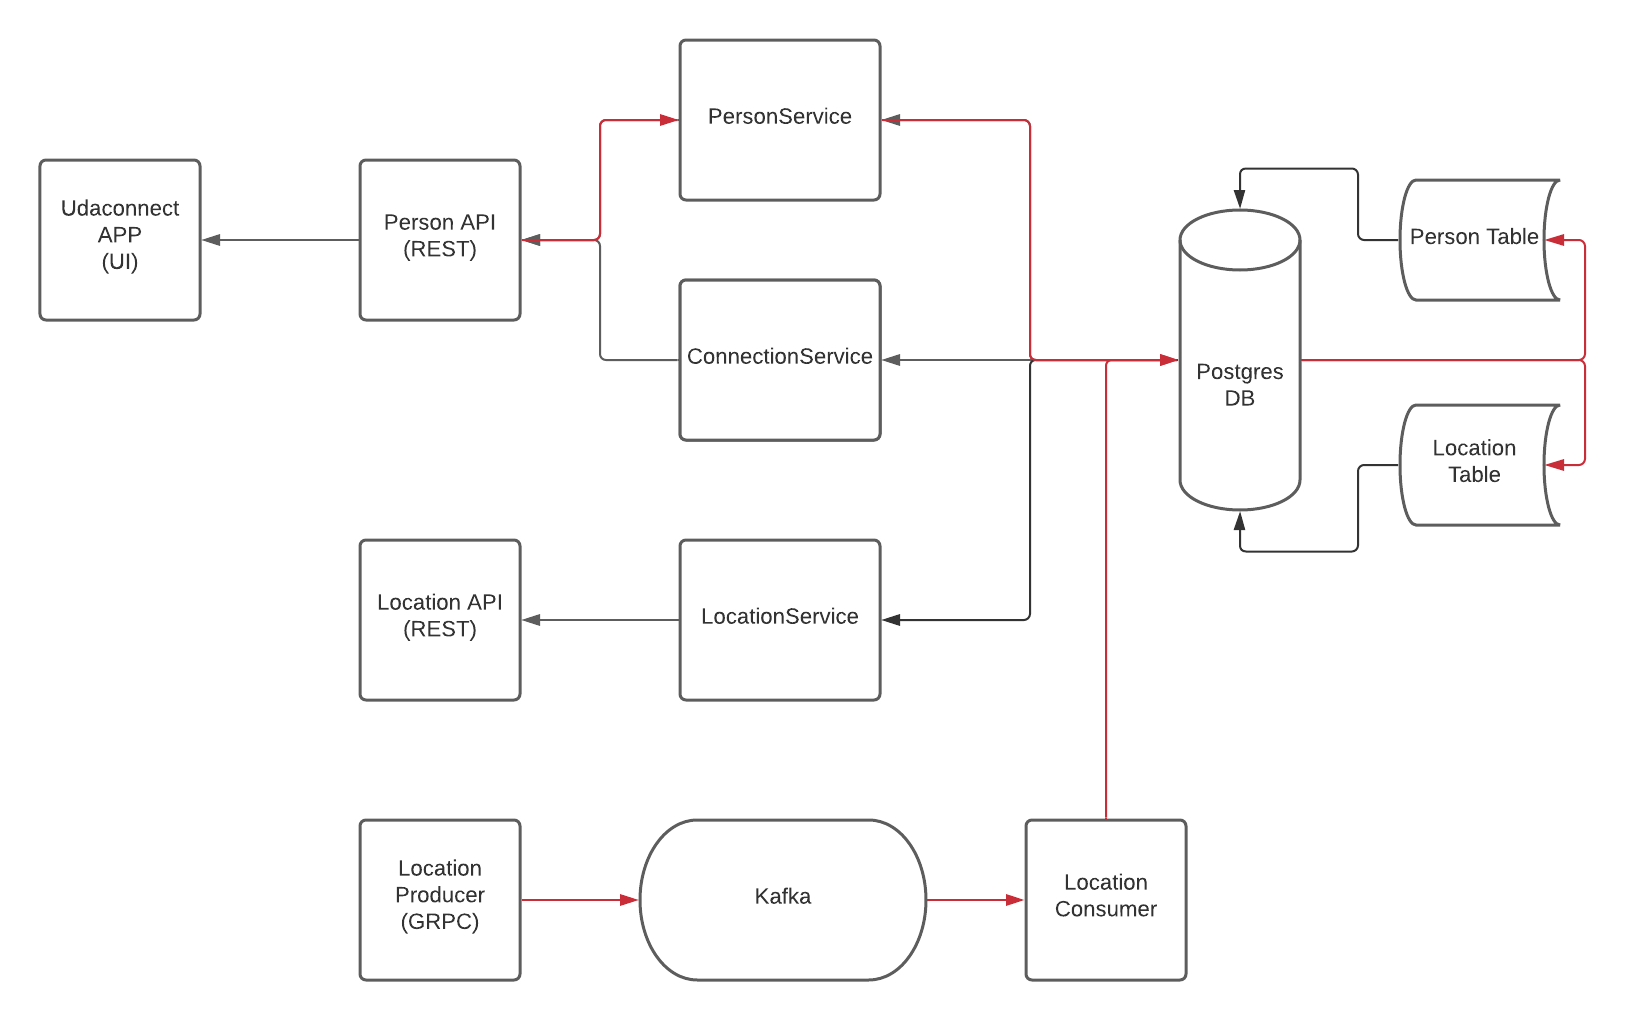 PersonService
Udaconnect
APP
(UI)
Person API
(REST)
Person Table
ConnectionService
Postgres
DB
Location
Table
Location API
(REST)
LocationService
Location
Producer
(GRPC)
Kafka
Location
Consumer